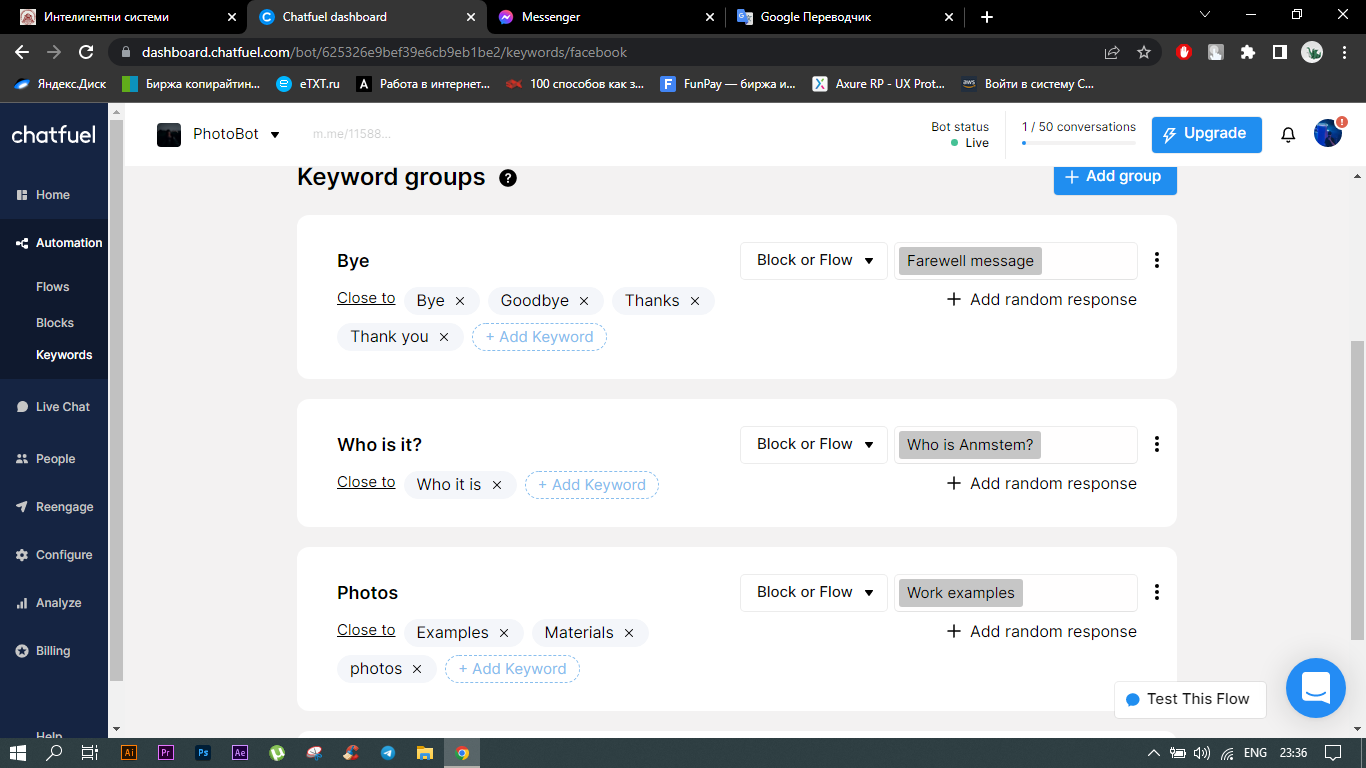 Интелигентни системи
Chatfuel dashboard
Messenger
Google Переводчик
dashboard.chatfuel.com/bot/625326e9bef39e6cb9eb1be2/keywords/facebook
Яндекс.Диск
Биржа копирайтин...
eTXT.ru
Работа в интернет...
100 способов как з...
FunPay — биржа и...
Axure RP - UX Prot...
Войти в систему С...
chatfuel
PhotoBot
m.me/11588...
Bot status
Live
1 / 50 conversations
Upgrade
Home
Automation
Flows
Blocks
Keywords
Live Chat
People
Reengage
Configure
Analyze
Billing
Help
Keyword groups ?
+ Add group
Bye
Block or Flow
Farewell message
Close to Bye × Goodbye × Thanks ×
+ Add random response
Thank you × + Add Keyword
Who is it?
Block or Flow
Who is Anmstem?
Close to Who it is × + Add Keyword
+ Add random response
Photos
Block or Flow
Work examples
Close to Examples × Materials ×
+ Add random response
photos × + Add Keyword
Test This Flow
Ai
Pr
Ps
Ae
ENG
23:36